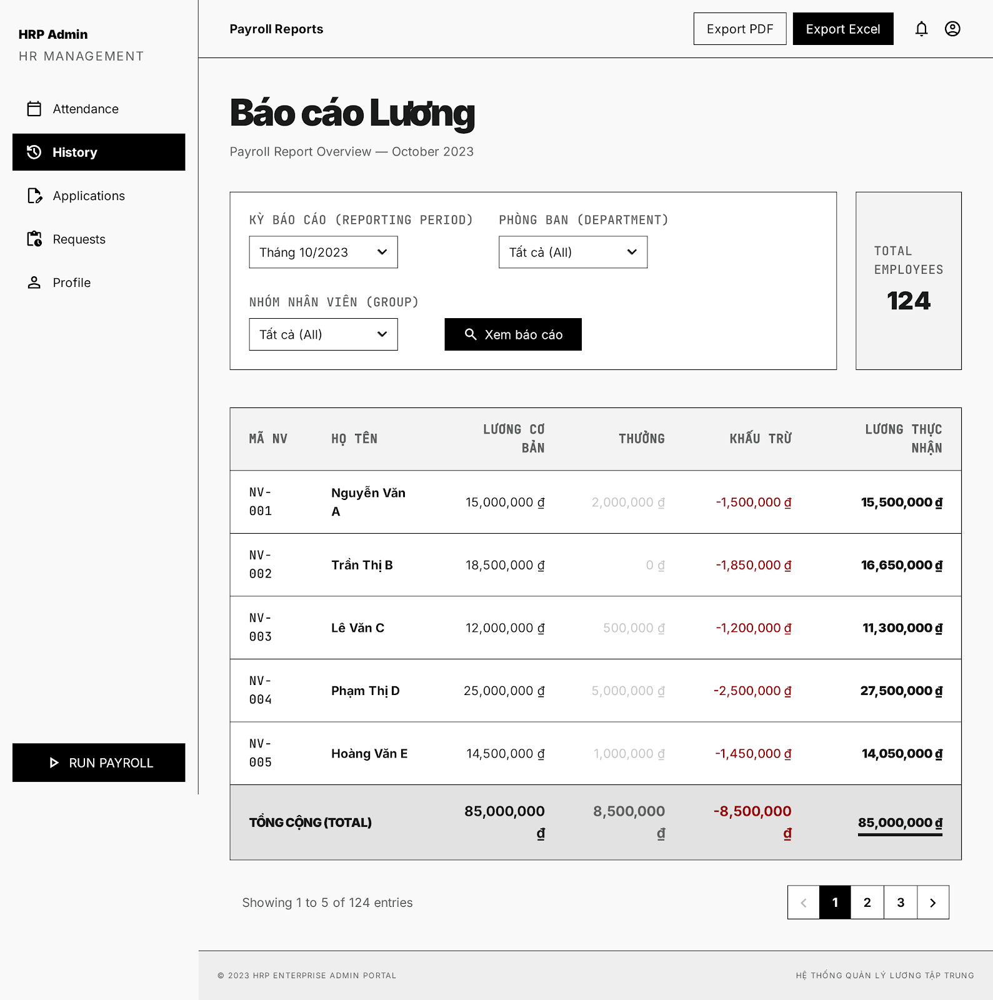 HRP Admin
HR MANAGEMENT
Attendance
History
Applications
Requests
Profile
RUN PAYROLL
Payroll Reports
Export PDF
Export Excel
Báo cáo Lương
Payroll Report Overview — October 2023
KỲ BÁO CÁO (REPORTING PERIOD)
Tháng 10/2023
PHÒNG BAN (DEPARTMENT)
Tất cả (All)
NHÓM NHÂN VIÊN (GROUP)
Tất cả (All)
Xem báo cáo
TOTAL
EMPLOYEES
124
MÃ NV
HỌ TÊN
LƯƠNG CƠ
BẢN
THƯỞNG
KHẤU TRỪ
LƯƠNG THỰC
NHẬN
NV-
001
Nguyễn Văn
A
15,000,000 ₫
2,000,000 ₫
-1,500,000 ₫
15,500,000 ₫
NV-
002
Trần Thị B
18,500,000 ₫
0 ₫
-1,850,000 ₫
16,650,000 ₫
NV-
003
Lê Văn C
12,000,000 ₫
500,000 ₫
-1,200,000 ₫
11,300,000 ₫
NV-
004
Phạm Thị D
25,000,000 ₫
5,000,000 ₫
-2,500,000 ₫
27,500,000 ₫
NV-
005
Hoàng Văn E
14,500,000 ₫
1,000,000 ₫
-1,450,000 ₫
14,050,000 ₫
TỔNG CỘNG (TOTAL)
85,000,000
₫
8,500,000
₫
-8,500,000
₫
85,000,000 ₫
Showing 1 to 5 of 124 entries
1
2
3
© 2023 HRP ENTERPRISE ADMIN PORTAL
HỆ THỐNG QUẢN LÝ LƯƠNG TẬP TRUNG